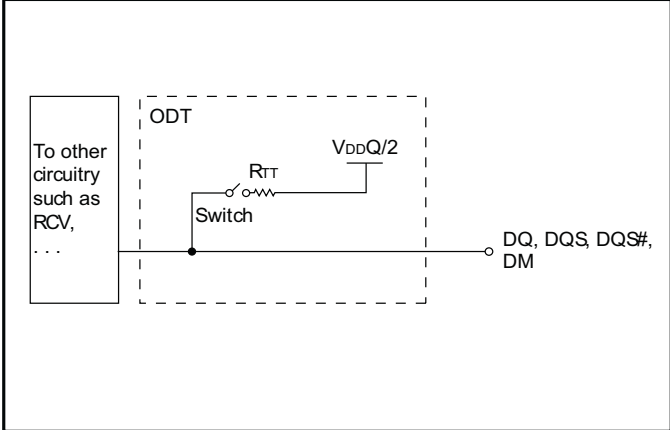 ODT
To other
circuitry
such as
RCV,
. . .
VDDQ/2
RTT
Switch
DQ, DQS, DQS#,
DM